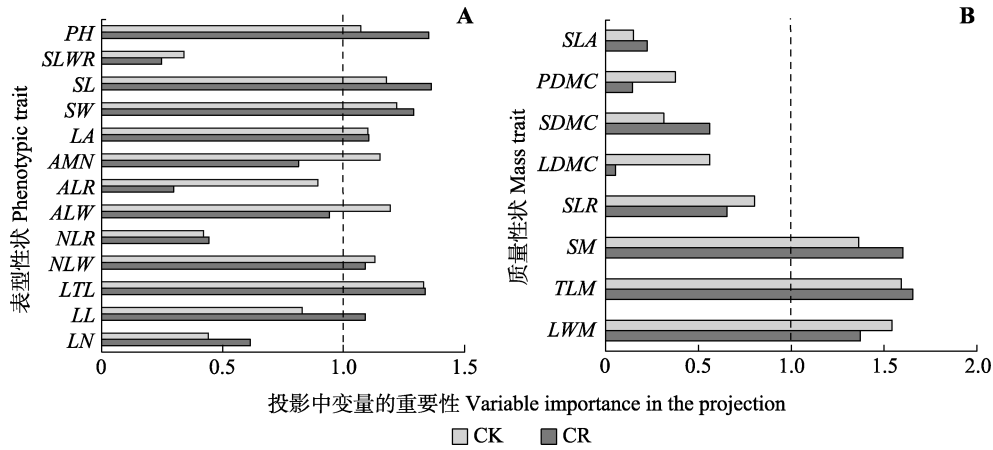 A
表型性状 Phenotypic trait
PH
SLWR
SL
SW
LA
AMN
ALR
ALW
NLR
NLW
LTL
LL
LN
0 0.5 1.0 1.5
B
质量性状 Mass trait
SLA
PDMC
SDMC
LDMC
SLR
SM
TLM
LWM
0 0.5 1.0 1.5 2.0
投影中变量的重要性 Variable importance in the projection
CK CR